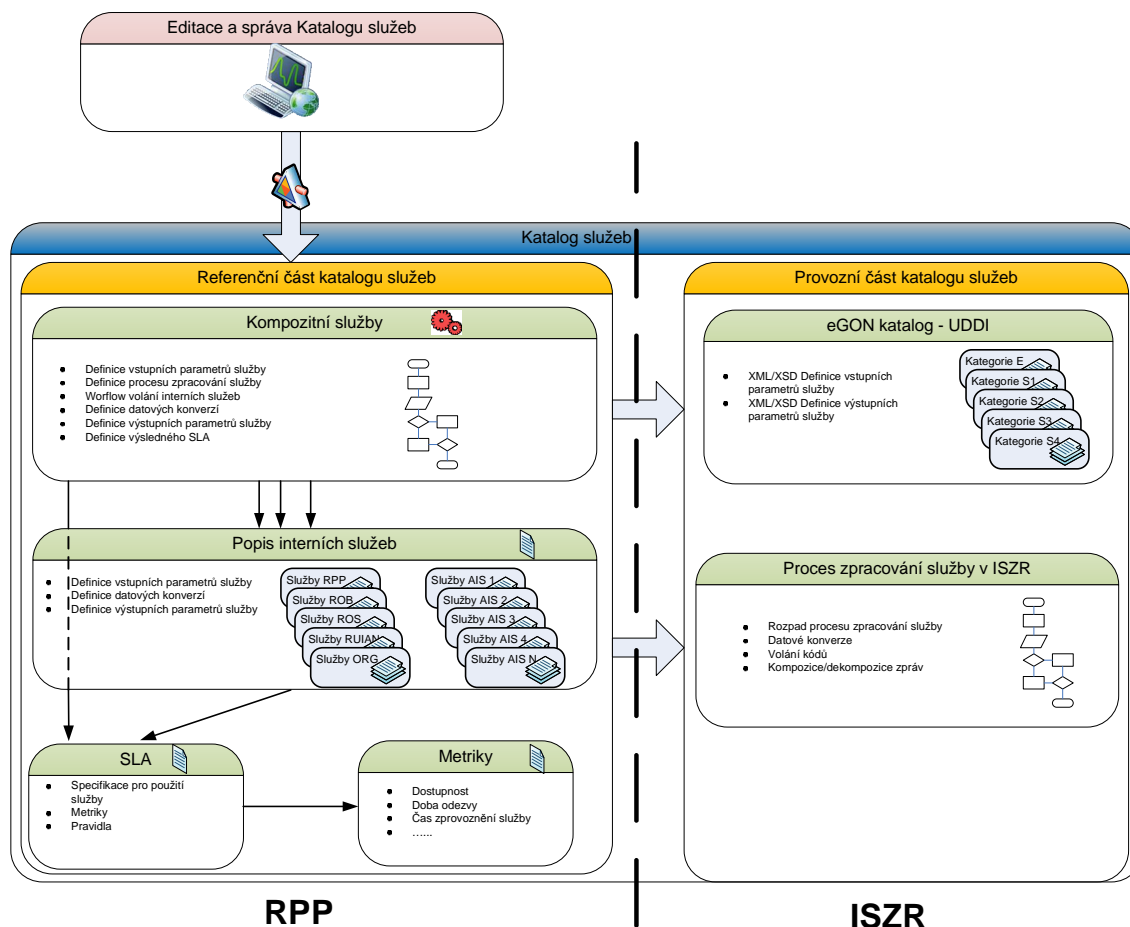 Editace a správa Katalogu služeb
Katalog služeb
Referenční část katalogu služeb
Kompozitní služby
Definice vstupních parametrů služby
Definice procesu zpracování služby
Worflow volání interních služeb
Definice datových konverzí
Definice výstupních parametrů služby
Definice výsledného SLA
Popis interních služeb
Definice vstupních parametrů služby
Definice datových konverzí
Definice výstupních parametrů služby
Služby RPP
Služby ROB
Služby ROS
Služby RUIAN
Služby ORG
Služby AIS 1
Služby AIS 2
Služby AIS 3
Služby AIS 4
Služby AIS N
SLA
Specifikace pro použití
služby
Metriky
Pravidla
Metriky
Dostupnost
Doba odezvy
Čas zprovoznění služby
…...
Provozní část katalogu služeb
eGON katalog - UDDI
XML/XSD Definice vstupních
parametrů služby
XML/XSD Definice výstupních
parametrů služby
Kategorie E
Kategorie S1
Kategorie S2
Kategorie S3
Kategorie S4
Proces zpracování služby v ISZR
Rozpad procesu zpracování služby
Datové konverze
Volání kódů
Kompozice/dekompozice zpráv
RPP
ISZR